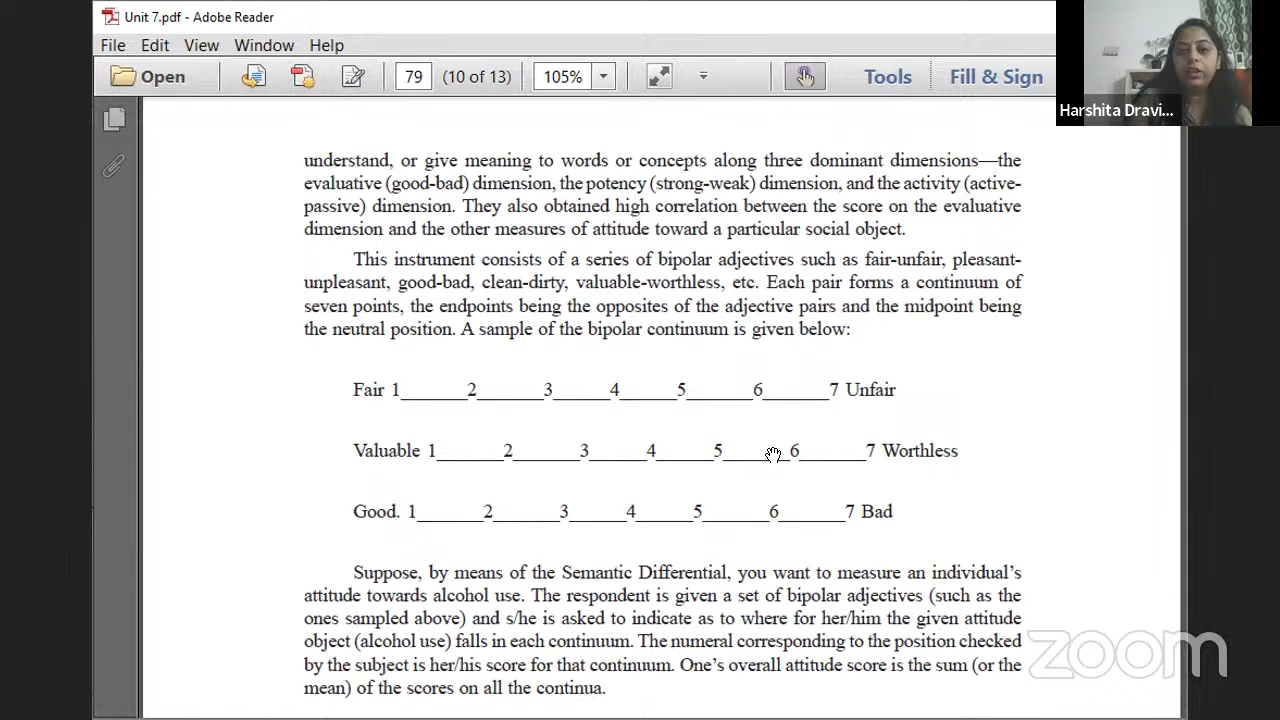 Unit 7.pdf - Adobe Reader
File Edit View Window Help
Open 79 (10 of 13) 105% Tools Fill & Sign
Harshita Dravi...
understand, or give meaning to words or concepts along three dominant dimensions—the
evaluative (good-bad) dimension, the potency (strong-weak) dimension, and the activity (active-
passive) dimension. They also obtained high correlation between the score on the evaluative
dimension and the other measures of attitude toward a particular social object.
This instrument consists of a series of bipolar adjectives such as fair-unfair, pleasant-
unpleasant, good-bad, clean-dirty, valuable-worthless, etc. Each pair forms a continuum of
seven points, the endpoints being the opposites of the adjective pairs and the midpoint being
the neutral position. A sample of the bipolar continuum is given below:
Fair 1_______2_______3______4______5_______6_______7 Unfair
Valuable 1_______2_______3______4______5_______6_______7 Worthless
Good. 1_______2_______3______4______5_______6_______7 Bad
Suppose, by means of the Semantic Differential, you want to measure an individual's
attitude towards alcohol use. The respondent is given a set of bipolar adjectives (such as the
ones sampled above) and s/he is asked to indicate as to where for her/him the given attitude
object (alcohol use) falls in each continuum. The numeral corresponding to the position checked
by the subject is her/his score for that continuum. One's overall attitude score is the sum (or the
mean) of the scores on all the continua.
zoom